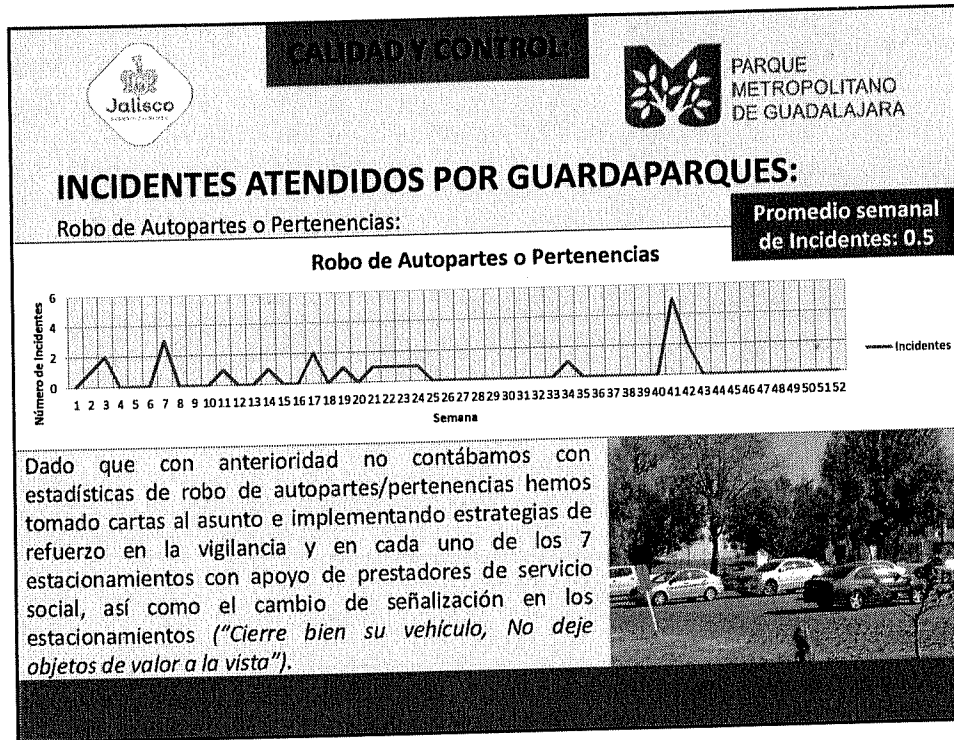 CALIDAD Y CONTROL:
Jalisco
PARQUE
METROPOLITANO
DE GUADALAJARA
INCIDENTES ATENDIDOS POR GUARDAPARQUES:
Robo de Autopartes o Pertenencias:
Promedio semanal
de Incidentes: 0.5
Robo de Autopartes o Pertenencias
Número de Incidentes
6
4
2
0
1 2 3 4 5 6 7 8 9 10 11 12 13 14 15 16 17 18 19 20 21 22 23 24 25 26 27 28 29 30 31 32 33 34 35 36 37 38 39 40 41 42 43 44 45 46 47 48 49 50 51 52
Semana
Incidentes
Dado que con anterioridad no contábamos con
estadísticas de robo de autopartes/pertenencias hemos
tomado cartas al asunto e implementando estrategias de
refuerzo en la vigilancia y en cada uno de los 7
estacionamientos con apoyo de prestadores de servicio
social, así como el cambio de señalización en los
estacionamientos ("Cierre bien su vehículo, No deje
objetos de valor a la vista").